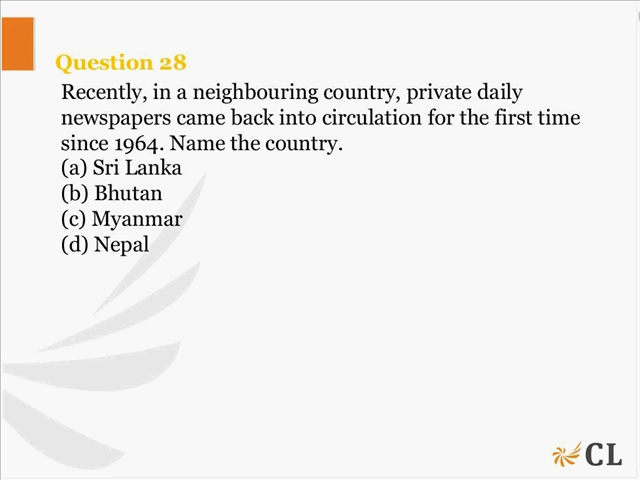 Question 28
Recently, in a neighbouring country, private daily
newspapers came back into circulation for the first time
since 1964. Name the country.
(a) Sri Lanka
(b) Bhutan
(c) Myanmar
(d) Nepal
CL